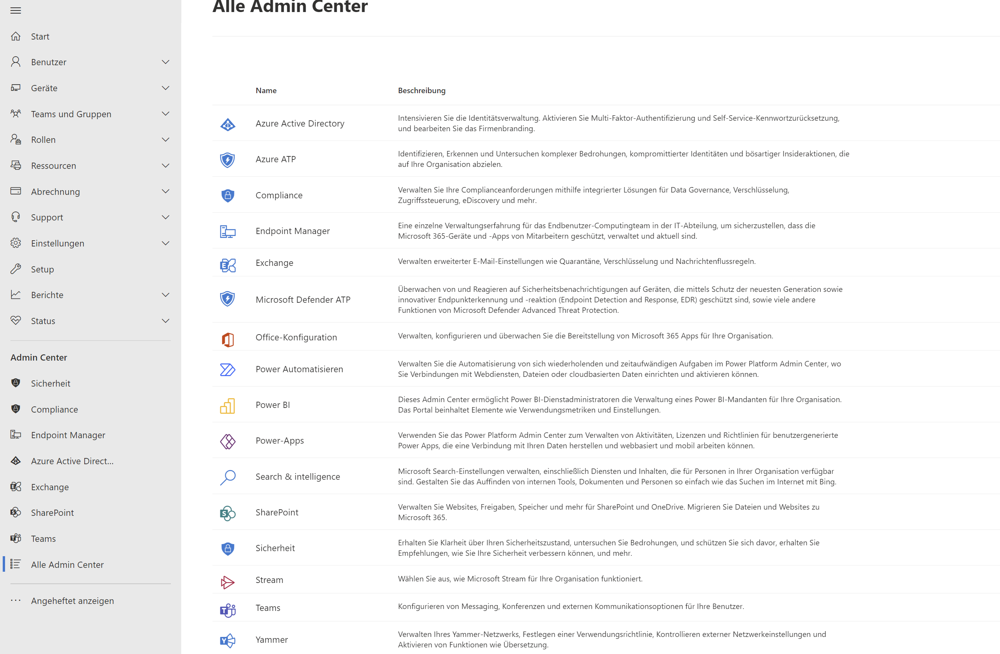 Alle Admin Center
Start
Benutzer
Geräte
Teams und Gruppen
Rollen
Ressourcen
Abrechnung
Support
Einstellungen
Setup
Berichte
Status
Admin Center
Sicherheit
Compliance
Endpoint Manager
Azure Active Direct...
Exchange
SharePoint
Teams
Alle Admin Center
Angeheftet anzeigen
Name
Beschreibung
Azure Active Directory
Intensivieren Sie die Identitätsverwaltung. Aktivieren Sie Multi-Faktor-Authentifizierung und Self-Service-Kennwortzurücksetzung,
und bearbeiten Sie das Firmenbranding.
Azure ATP
Identifizieren, Erkennen und Untersuchen komplexer Bedrohungen, kompromittierter Identitäten und bösartiger Insideraktionen, die
auf Ihre Organisation abzielen.
Compliance
Verwalten Sie Ihre Complianceanforderungen mithilfe integrierter Lösungen für Data Governance, Verschlüsselung,
Zugriffssteuerung, eDiscovery und mehr.
Endpoint Manager
Eine einzelne Verwaltungserfahrung für das Endbenutzer-Computingteam in der IT-Abteilung, um sicherzustellen, dass die
Microsoft 365-Geräte und -Apps von Mitarbeitern geschützt, verwaltet und aktuell sind.
Exchange
Verwalten erweiterter E-Mail-Einstellungen wie Quarantäne, Verschlüsselung und Nachrichtenflussregeln.
Microsoft Defender ATP
Überwachen von und Reagieren auf Sicherheitsbenachrichtigungen auf Geräten, die mittels Schutz der neuesten Generation sowie
innovativer Endpunkterkennung und -reaktion (Endpoint Detection and Response, EDR) geschützt sind, sowie viele andere
Funktionen von Microsoft Defender Advanced Threat Protection.
Office-Konfiguration
Verwalten, konfigurieren und überwachen Sie die Bereitstellung von Microsoft 365 Apps für Ihre Organisation.
Power Automatisieren
Verwalten Sie die Automatisierung von sich wiederholenden und zeitaufwändigen Aufgaben im Power Platform Admin Center, wo
Sie Verbindungen mit Webdiensten, Dateien oder cloudbasierten Daten einrichten und aktivieren können.
Power BI
Dieses Admin Center ermöglicht Power BI-Dienstadministratoren die Verwaltung eines Power BI-Mandanten für Ihre Organisation.
Das Portal beinhaltet Elemente wie Verwendungsmetriken und Einstellungen.
Power-Apps
Verwenden Sie das Power Platform Admin Center zum Verwalten von Aktivitäten, Lizenzen und Richtlinien für benutzergenerierte
Power Apps, die eine Verbindung mit Ihren Daten herstellen und webbasiert und mobil arbeiten können.
Search & intelligence
Microsoft Search-Einstellungen verwalten, einschließlich Diensten und Inhalten, die für Personen in Ihrer Organisation verfügbar
sind. Gestalten Sie das Auffinden von internen Tools, Dokumenten und Personen so einfach wie das Suchen im Internet mit Bing.
SharePoint
Verwalten Sie Websites, Freigaben, Speicher und mehr für SharePoint und OneDrive. Migrieren Sie Dateien und Websites zu
Microsoft 365.
Sicherheit
Erhalten Sie Klarheit über Ihren Sicherheitszustand, untersuchen Sie Bedrohungen, und schützen Sie sich davor, erhalten Sie
Empfehlungen, wie Sie Ihre Sicherheit verbessern können, und mehr.
Stream
Wählen Sie aus, wie Microsoft Stream für Ihre Organisation funktioniert.
Teams
Konfigurieren von Messaging, Konferenzen und externen Kommunikationsoptionen für Ihre Benutzer.
Yammer
Verwalten Ihres Yammer-Netzwerks, Festlegen einer Verwendungsrichtlinie, Kontrollieren externer Netzwerkeinstellungen und
Aktivieren von Funktionen wie Übersetzung.